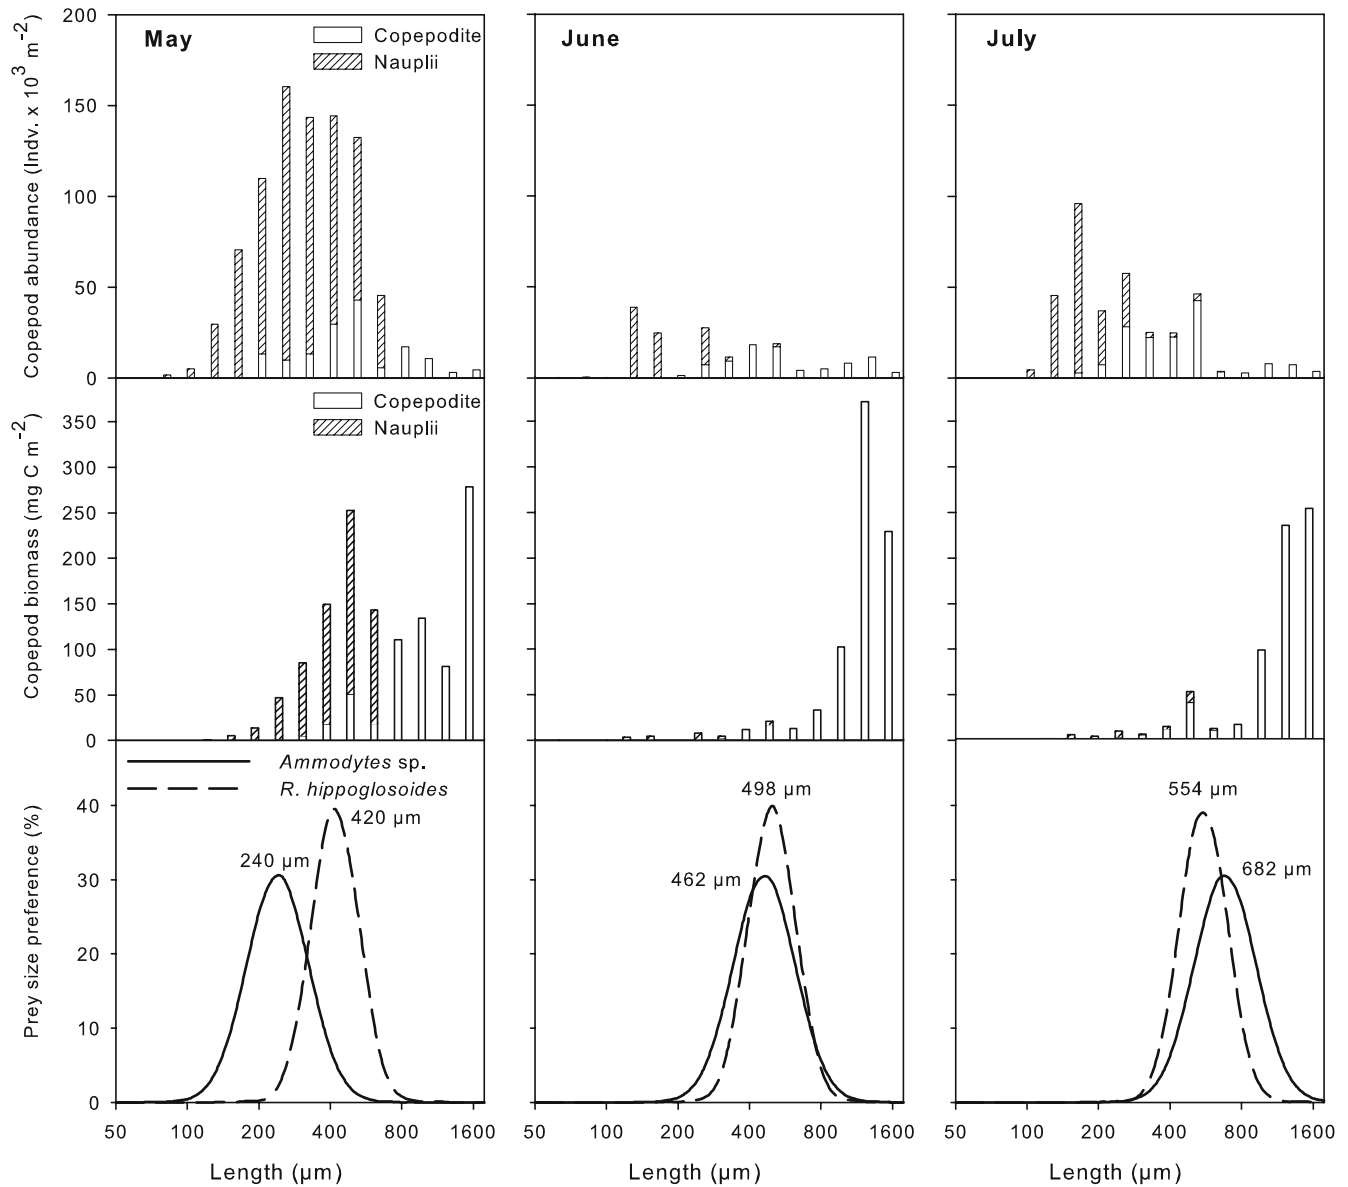 May
June
July
Copepodite
Nauplii
Copepod abundance (Indv. x 10³ m⁻²)
200
150
100
50
0
Copepodite
Nauplii
Copepod biomass (mg C m⁻²)
350
300
250
200
150
100
50
0
Ammodytes sp.
R. hippoglosoides
Prey size preference (%)
40
30
20
10
0
240 µm
420 µm
462 µm
498 µm
554 µm
682 µm
50 100 200 400 800 1600
50 100 200 400 800 1600
50 100 200 400 800 1600
Length (µm)
Length (µm)
Length (µm)